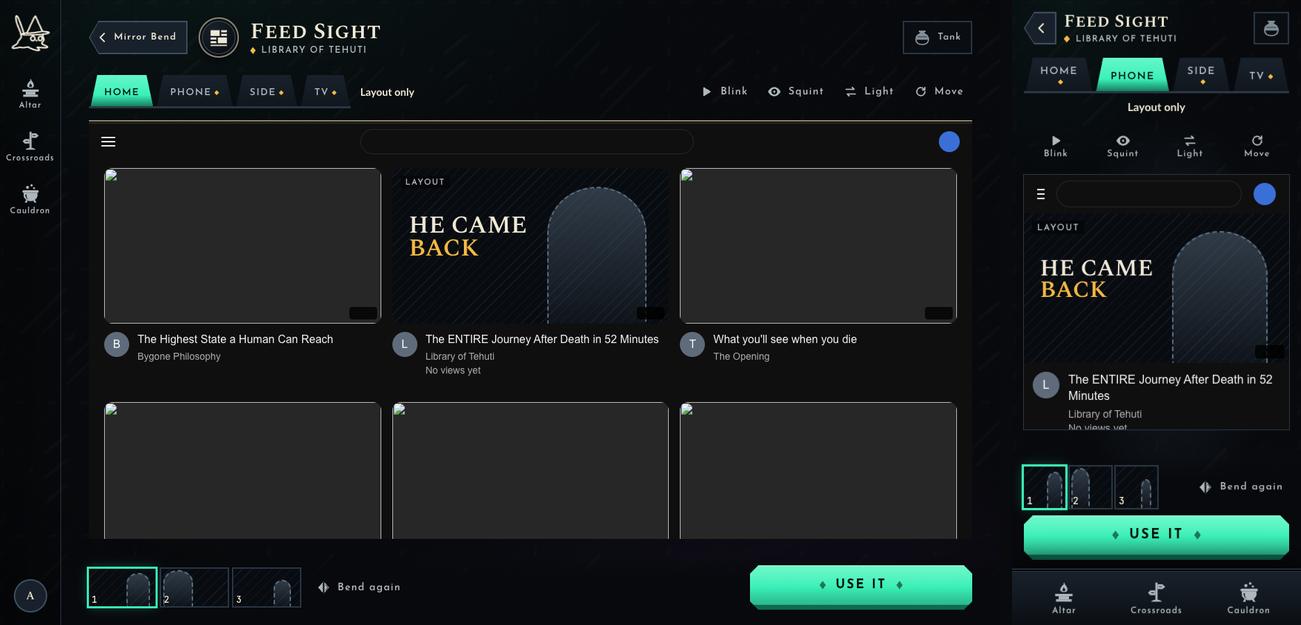 FEED SIGHT
Mirror Bend
LIBRARY OF TEHUTI
Tank
HOME
PHONE
SIDE
TV
Layout only
Blink
Squint
Light
Move
Altar
Crossroads
Cauldron
LAYOUT
HE CAME
BACK
B
The Highest State a Human Can Reach
Bygone Philosophy
L
The ENTIRE Journey After Death in 52 Minutes
Library of Tehuti
No views yet
T
What you'll see when you die
The Opening
1
2
3
Bend again
USE IT
A
FEED SIGHT
LIBRARY OF TEHUTI
HOME
PHONE
SIDE
TV
Layout only
Blink
Squint
Light
Move
LAYOUT
HE CAME
BACK
L
The ENTIRE Journey After Death in 52
Minutes
Library of Tehuti
No views yet
1
2
3
Bend again
USE IT
Altar
Crossroads
Cauldron